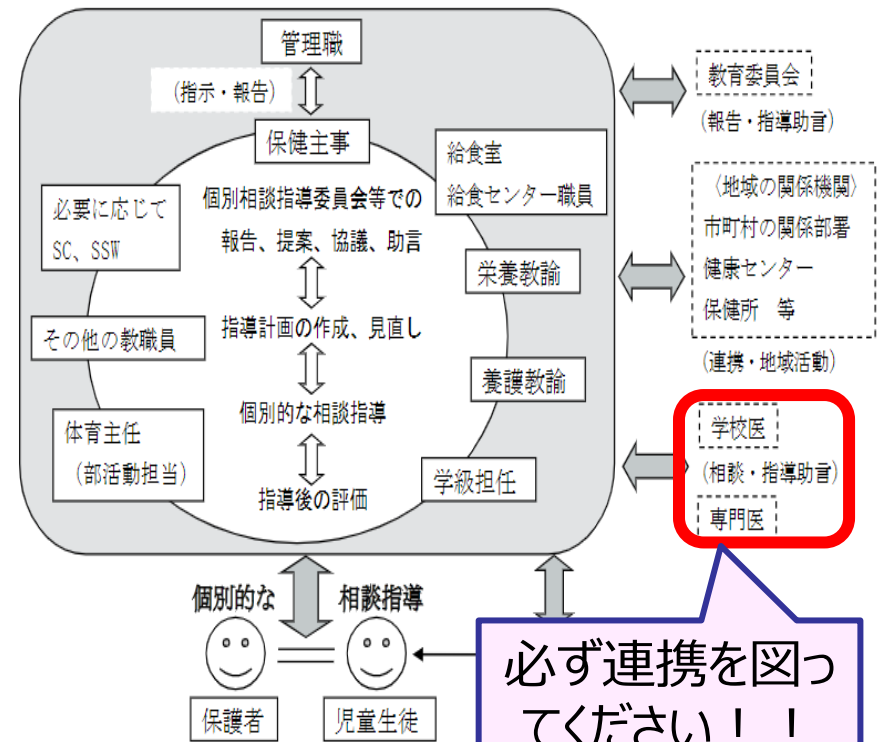 管理職
(指示・報告)
保健主事
個別相談指導委員会等での
報告、提案、協議、助言
指導計画の作成、見直し
個別的な相談指導
指導後の評価
必要に応じて
SC、SSW
その他の教職員
体育主任
(部活動担当)
給食室
給食センター職員
栄養教諭
養護教諭
学級担任
教育委員会
(報告・指導助言)
〈地域の関係機関〉
市町村の関係部署
健康センター
保健所 等
(連携・地域活動)
学校医
(相談・指導助言)
専門医
個別的な 相談指導
保護者
児童生徒
必ず連携を図っ
てください！！